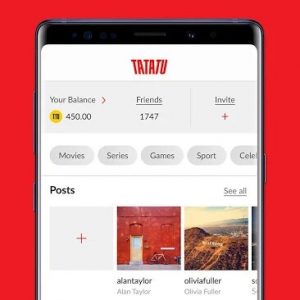 TATATU
Your Balance >
Friends
Invite
TTU 450.00
1747
+
Movies
Series
Games
Sport
Posts
See all
+
alantaylor
oliviafuller
Alan Taylor
Olivia Fuller